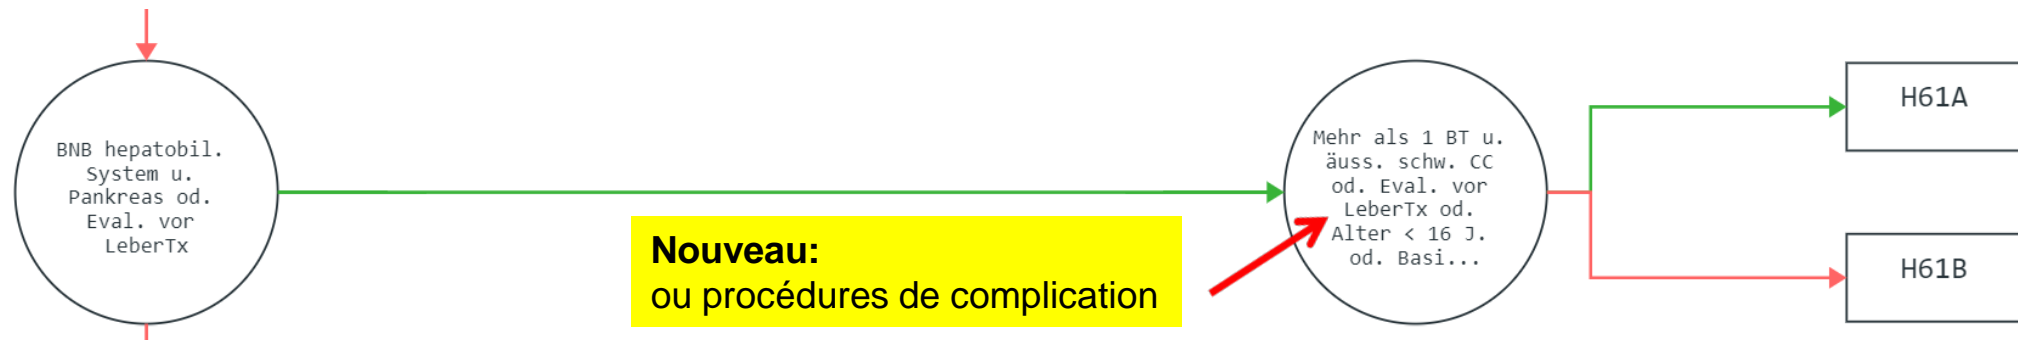 BNB hepatobil.
System u.
Pankreas od.
Eval. vor
LeberTx
Nouveau:
ou procédures de complication
Mehr als 1 BT u.
äuss. schw. CC
od. Eval. vor
LeberTx od.
Alter < 16 J.
od. Basi...
H61A
H61B